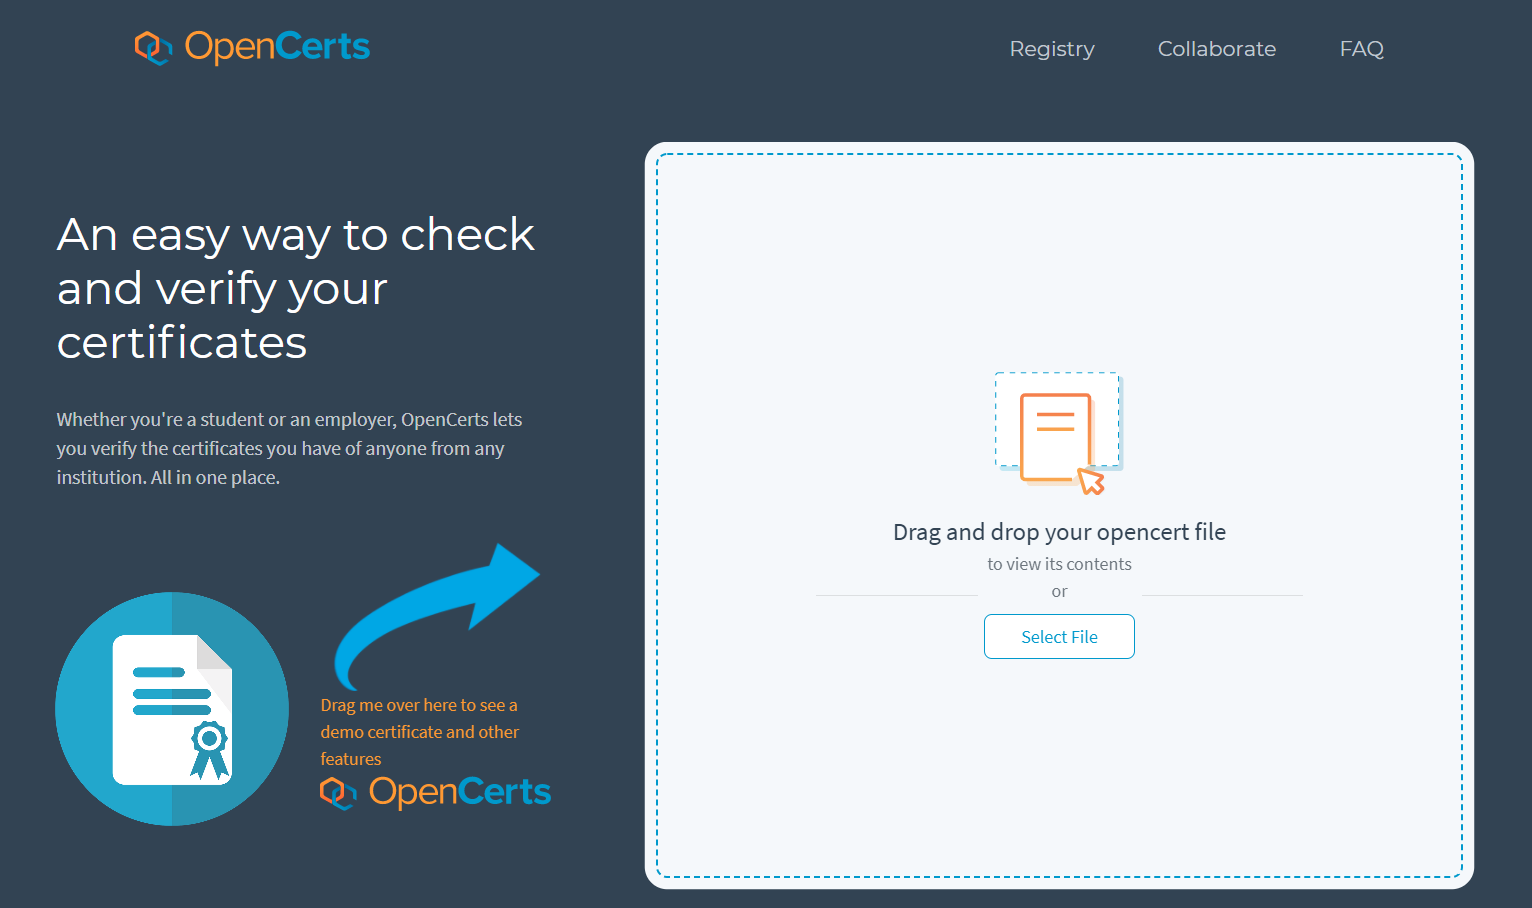 OpenCerts
Registry
Collaborate
FAQ
An easy way to check
and verify your
certificates
Whether you're a student or an employer, OpenCerts lets
you verify the certificates you have of anyone from any
institution. All in one place.
Drag me over here to see a
demo certificate and other
features
OpenCerts
Drag and drop your opencert file
to view its contents
or
Select File